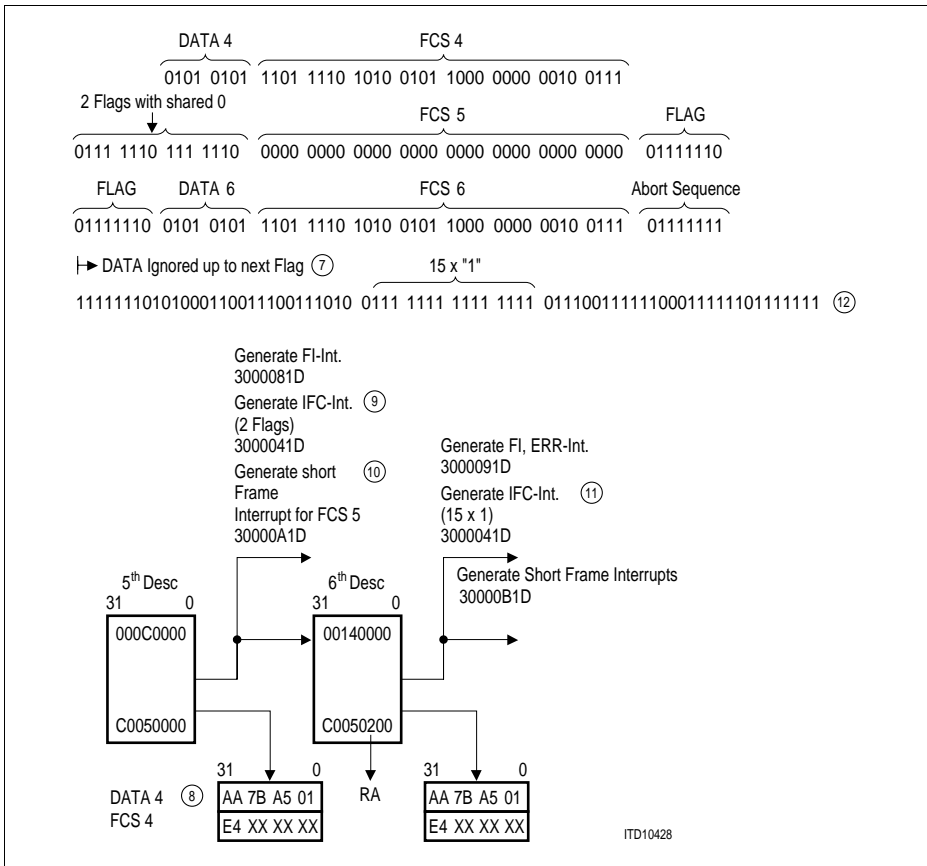 DATA 4 FCS 4
0101 0101 1101 1110 1010 0101 1000 0000 0010 0111
2 Flags with shared 0
FCS 5 FLAG
0111 1110 111 1110 0000 0000 0000 0000 0000 0000 0000 0000 01111110
FLAG DATA 6 FCS 6 Abort Sequence
01111110 0101 0101 1101 1110 1010 0101 1000 0000 0010 0111 01111111
DATA Ignored up to next Flag 7 15 x "1"
1111111010100011001110011101010 0111 1111 1111 1111 011100111111100011111101111111 12
Generate FI-Int.
3000081D
Generate IFC-Int. 9
(2 Flags)
3000041D
Generate short 10
Frame
Interrupt for FCS 5
30000A1D
Generate FI, ERR-Int.
3000091D
Generate IFC-Int. 11
(15 x 1)
3000041D
Generate Short Frame Interrupts
30000B1D
5th Desc
31 0
000C0000
C0050000
6th Desc
31 0
00140000
C0050200
DATA 4 8
FCS 4
31 0
AA 7B A5 01
E4 XX XX XX
RA
31 0
AA 7B A5 01
E4 XX XX XX
ITD10428